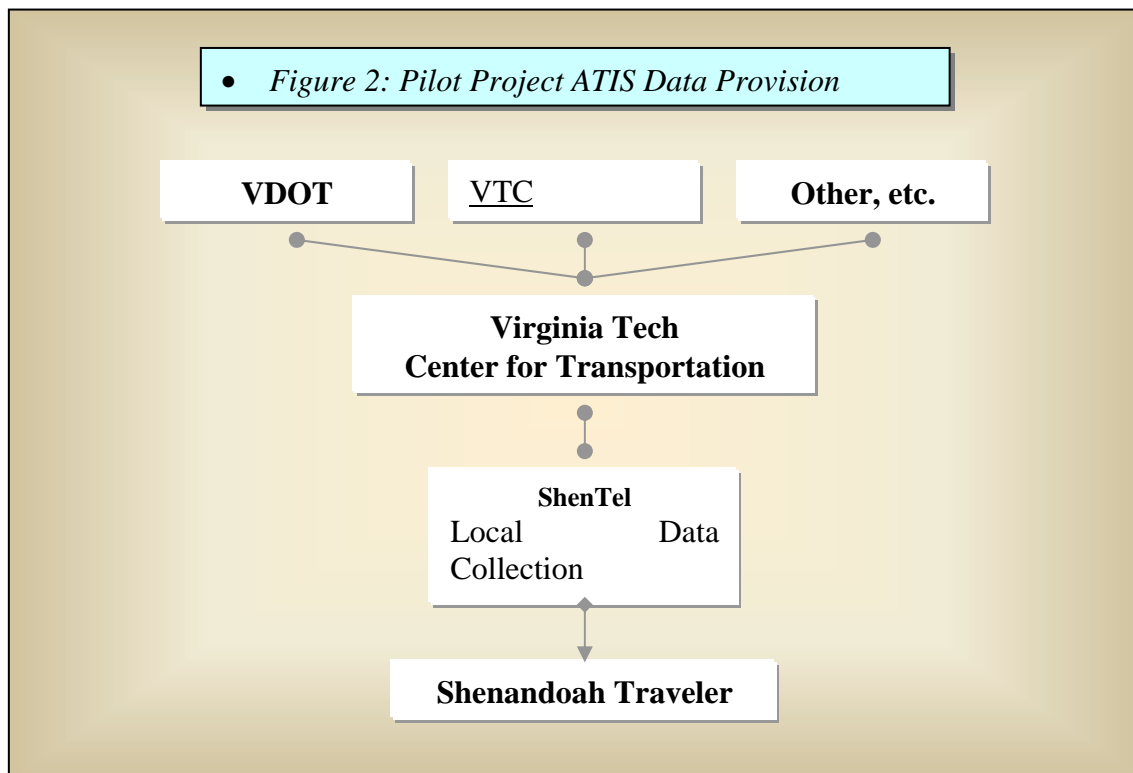 • Figure 2: Pilot Project ATIS Data Provision
VDOT
VTC
Other, etc.
Virginia Tech
Center for Transportation
ShenTel
Local Data
Collection
Shenandoah Traveler